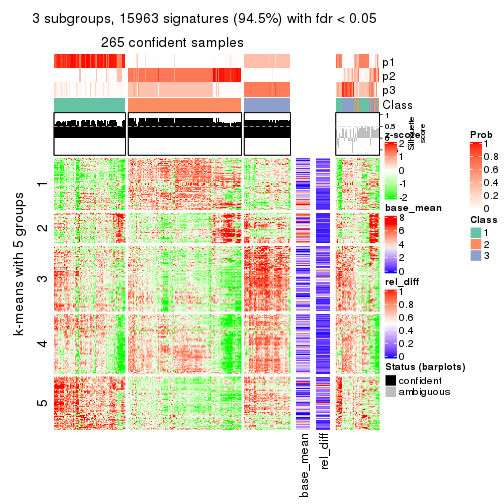 3 subgroups, 15963 signatures (94.5%) with fdr < 0.05
265 confident samples
p1
p2
p3
Class
1
0.5
0
Silhouette
score
k-means with 5 groups
1
2
3
4
5
base_mean
rel_diff
z-score
2
1
0
-1
-2
base_mean
8
6
4
2
0
rel_diff
1
0.8
0.6
0.4
0.2
0
Status (barplots)
confident
ambiguous
Prob
1
0.8
0.6
0.4
0.2
0
Class
1
2
3